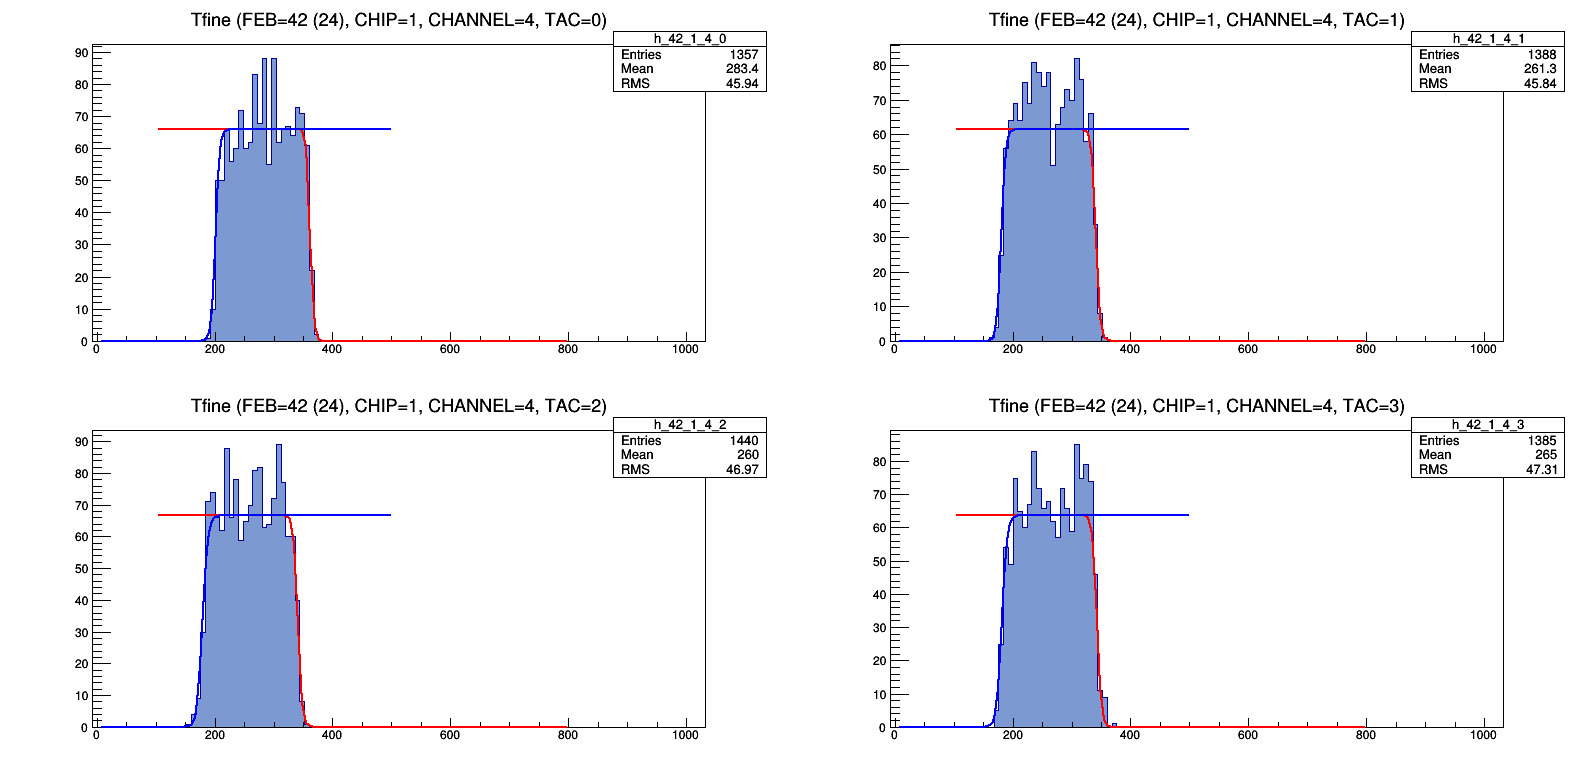 Tfine (FEB=42 (24), CHIP=1, CHANNEL=4, TAC=0)
h_42_1_4_0
Entries 1357
Mean 283.4
RMS 45.94
90
80
70
60
50
40
30
20
10
0
0 200 400 600 800 1000
Tfine (FEB=42 (24), CHIP=1, CHANNEL=4, TAC=1)
h_42_1_4_1
Entries 1388
Mean 261.3
RMS 45.84
80
70
60
50
40
30
20
10
0
0 200 400 600 800 1000
Tfine (FEB=42 (24), CHIP=1, CHANNEL=4, TAC=2)
h_42_1_4_2
Entries 1440
Mean 260
RMS 46.97
90
80
70
60
50
40
30
20
10
0
0 200 400 600 800 1000
Tfine (FEB=42 (24), CHIP=1, CHANNEL=4, TAC=3)
h_42_1_4_3
Entries 1385
Mean 265
RMS 47.31
80
70
60
50
40
30
20
10
0
0 200 400 600 800 1000